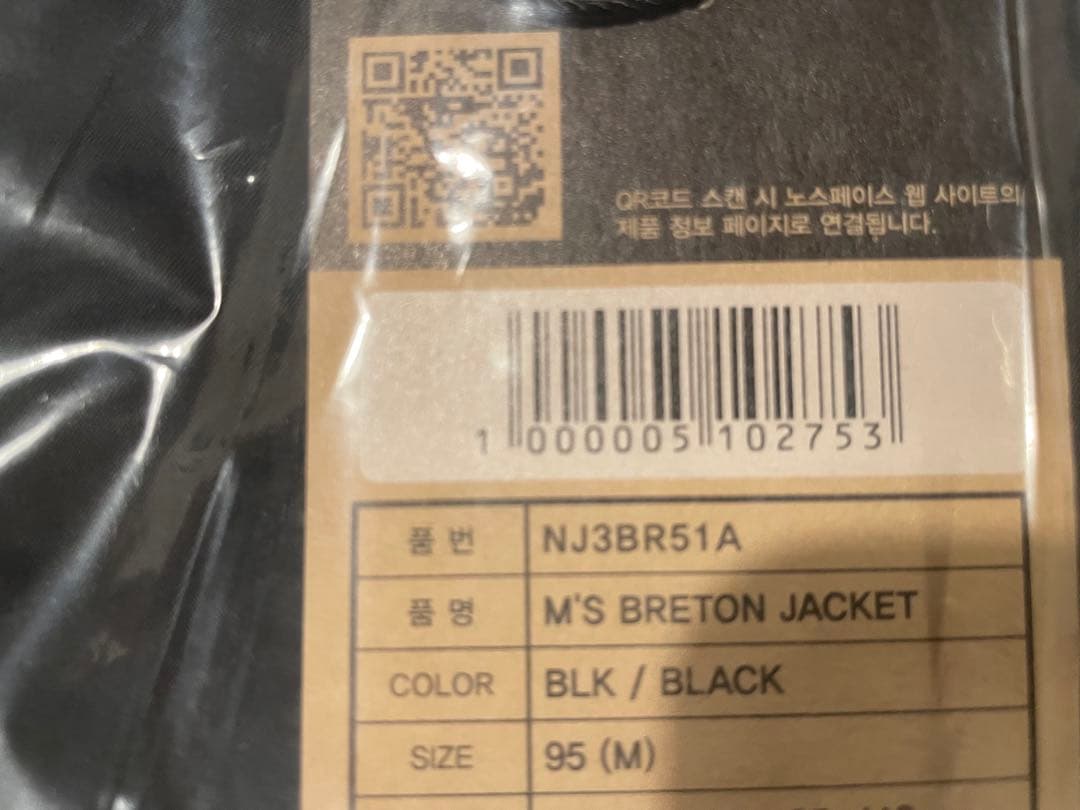 QR코드 스캔 시 노스페이스 웹 사이트의
제품 정보 페이지로 연결됩니다.
1 000005 102753
품 번 NJ3BR51A
품 명 M'S BRETON JACKET
COLOR BLK / BLACK
SIZE 95 (M)